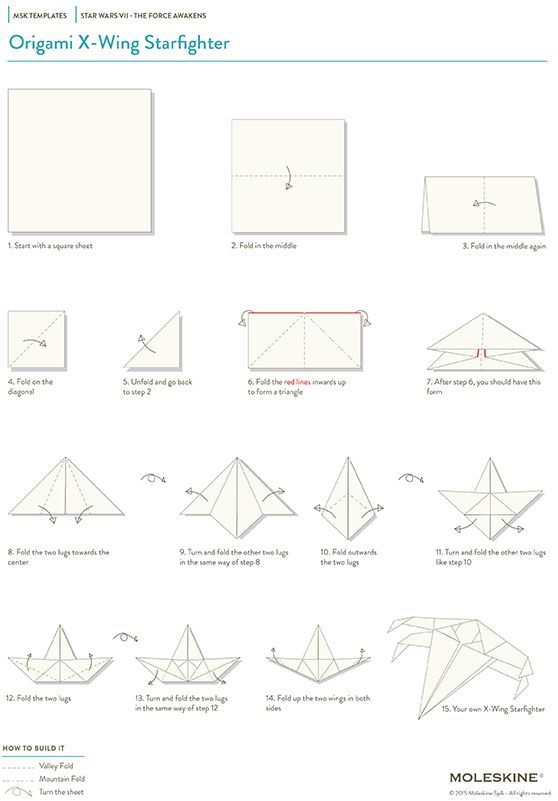 MSK TEMPLATES
STAR WARS VII - THE FORCE AWAKENS
Origami X-Wing Starfighter
1. Start with a square sheet
2. Fold in the middle
3. Fold in the middle again
4. Fold on the
diagonal
5. Unfold and go back
to step 2
6. Fold the red lines inwards up
to form a triangle
7. After step 6, you should have this
form
8. Fold the two lugs towards the
center
9. Turn and fold the other two lugs
in the same way of step 8
10. Fold outwards
the two lugs
11. Turn and fold the other two lugs
like step 10
12. Fold the two lugs
13. Turn and fold the two lugs
in the same way of step 12
14. Fold up the two wings in both
sides
15. Your own X-Wing Starfighter
HOW TO BUILD IT
Valley Fold
Mountain Fold
Turn the sheet
MOLESKINE®
© 2015 Moleskine SpA - All rights reserved